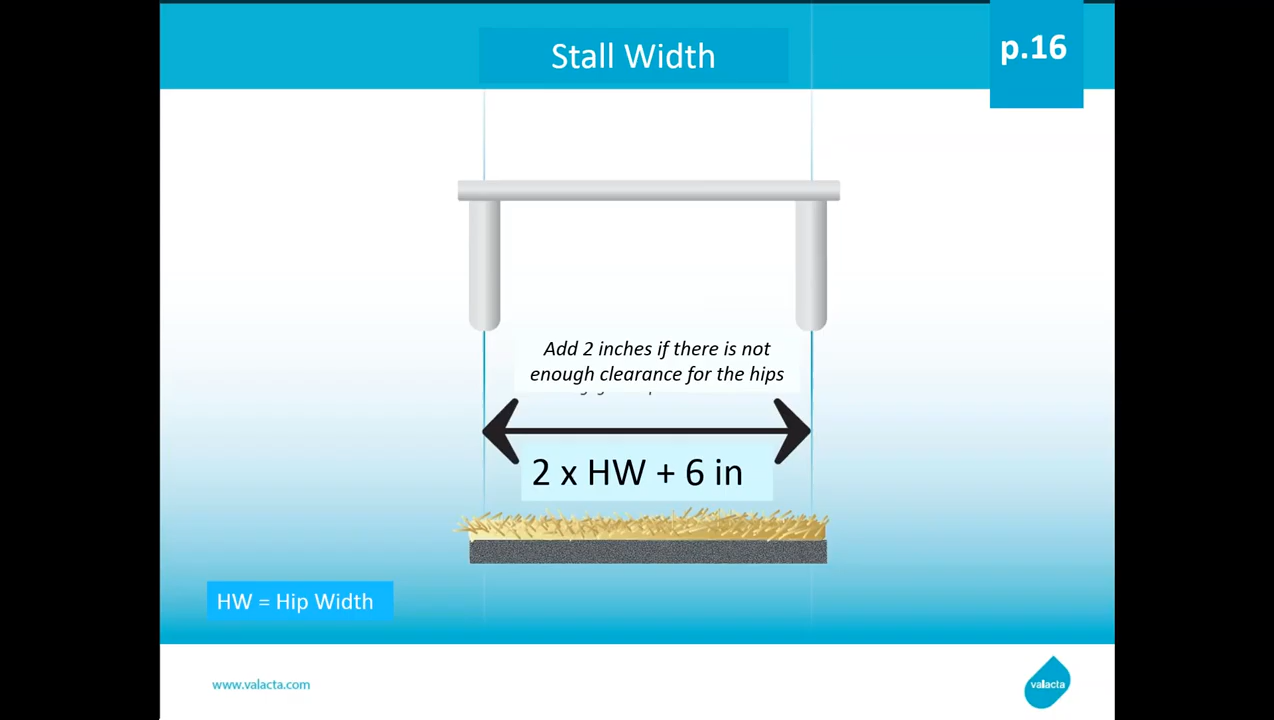 Stall Width
p.16
Add 2 inches if there is not
enough clearance for the hips
2 x HW + 6 in
HW = Hip Width
www.valacta.com
valacta